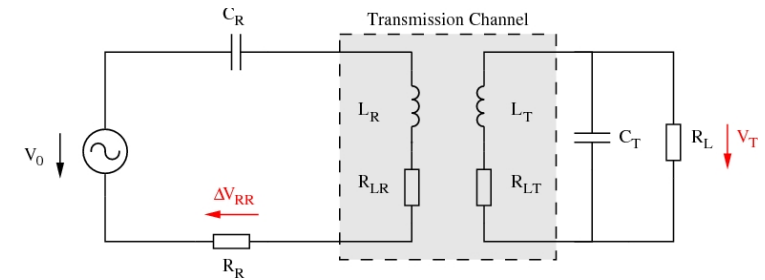 C_R
Transmission Channel
L_R
L_T
V_0
C_T
R_L
V_T
R_LR
R_LT
ΔV_RR
R_R